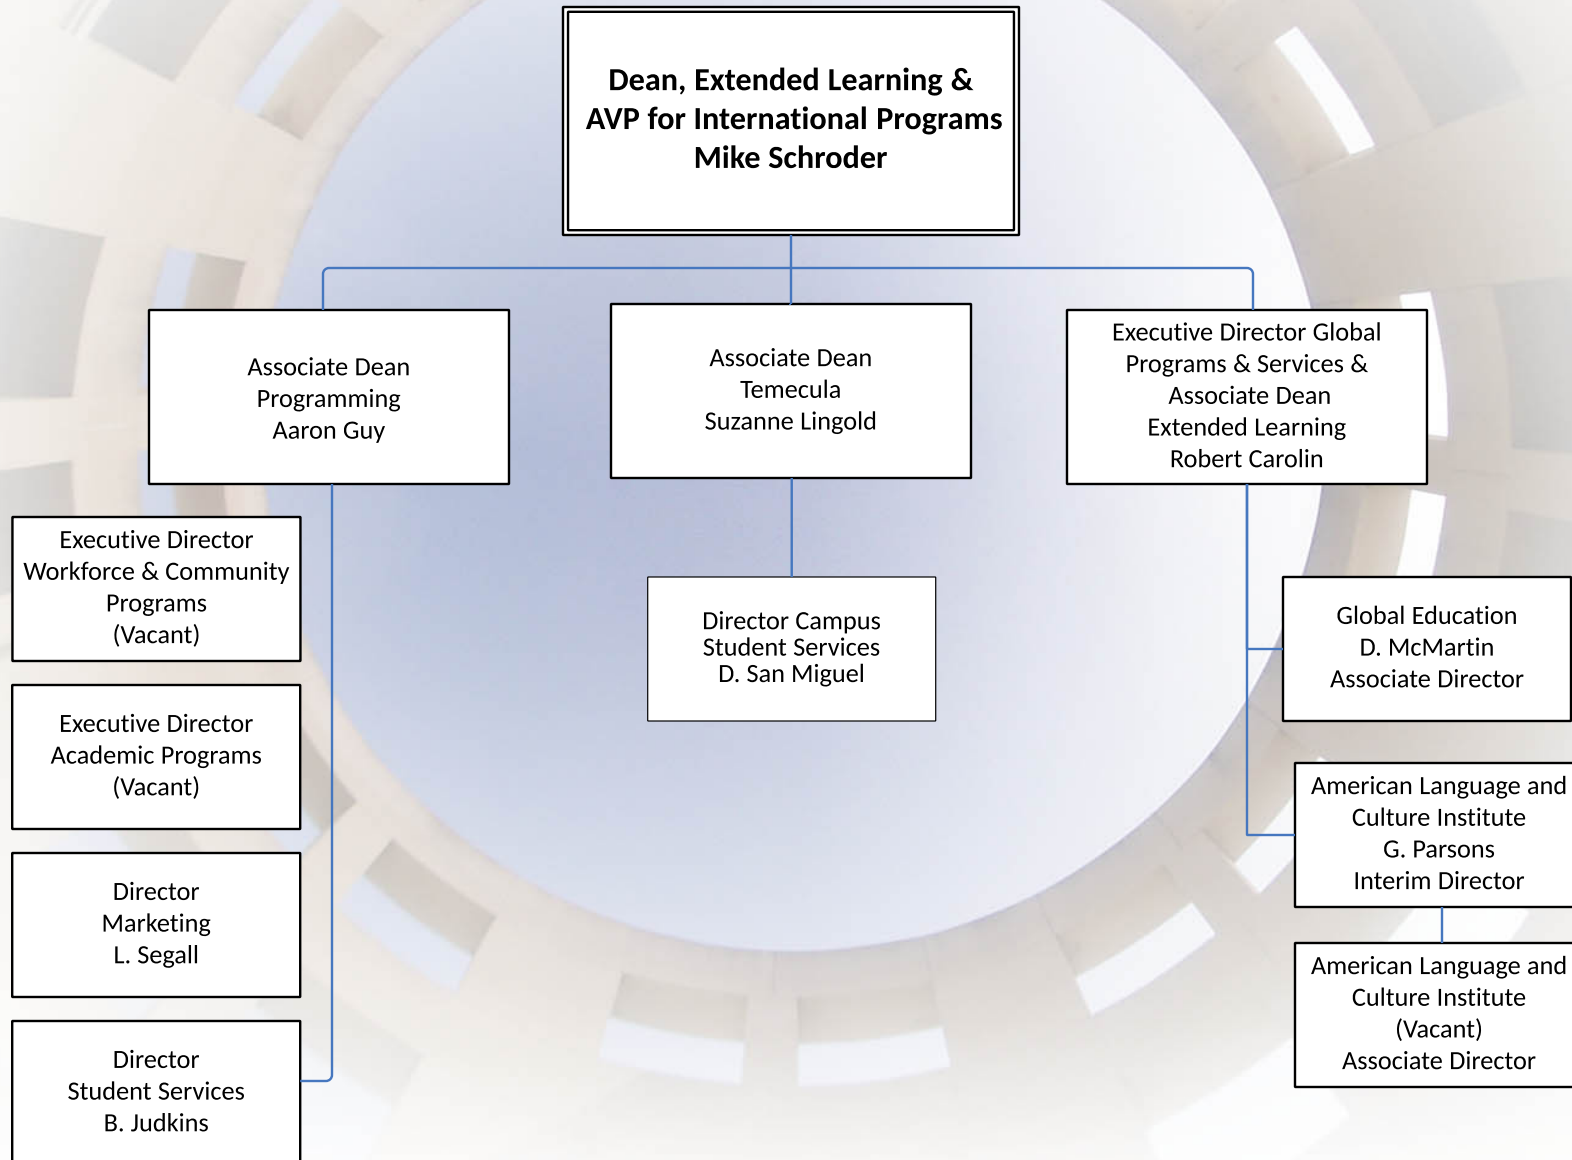 Dean, Extended Learning &
AVP for International Programs
Mike Schroder
Associate Dean
Programming
Aaron Guy
Associate Dean
Temecula
Suzanne Lingold
Executive Director Global
Programs & Services &
Associate Dean
Extended Learning
Robert Carolin
Executive Director
Workforce & Community
Programs
(Vacant)
Executive Director
Academic Programs
(Vacant)
Director
Marketing
L. Segall
Director
Student Services
B. Judkins
Director Campus
Student Services
D. San Miguel
Global Education
D. McMartin
Associate Director
American Language and
Culture Institute
G. Parsons
Interim Director
American Language and
Culture Institute
(Vacant)
Associate Director